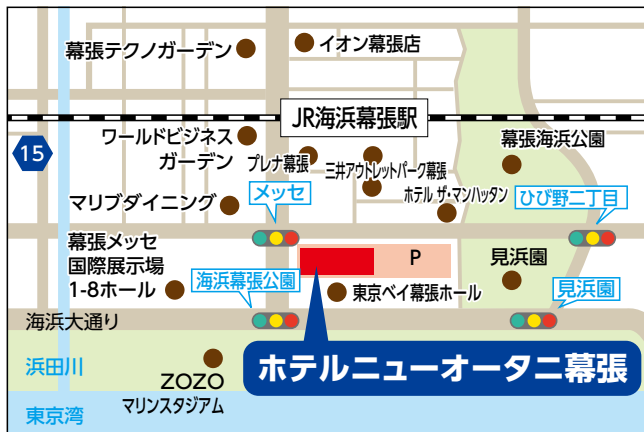 幕張テクノガーデン
イオン幕張店
JR海浜幕張駅
15
ワールドビジネス
ガーデン
プレナ幕張
三井アウトレットパーク幕張
幕張海浜公園
マリブダイニング
メッセ
ホテル ザ・マンハッタン
ひび野二丁目
幕張メッセ
国際展示場
1-8ホール
P
見浜園
海浜幕張公園
東京ベイ幕張ホール
見浜園
海浜大通り
浜田川
ZOZO
マリンスタジアム
ホテルニューオータニ幕張
東京湾